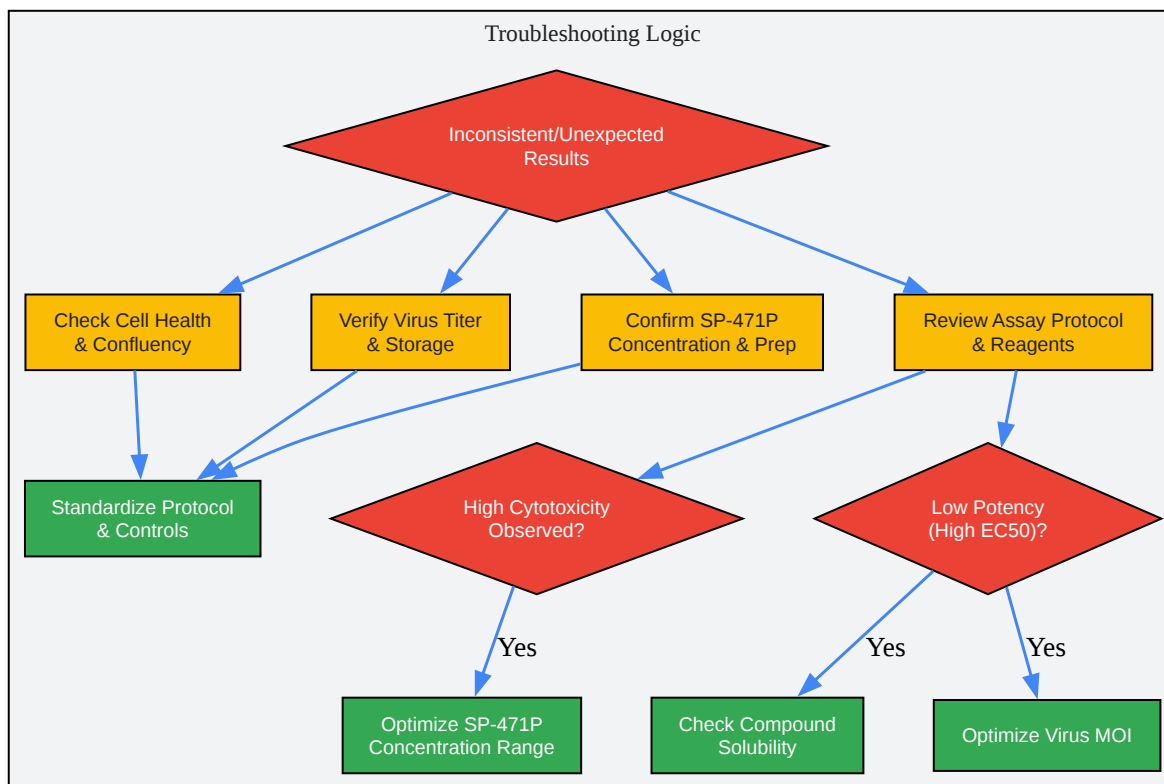 Troubleshooting Logic
Inconsistent/Unexpected
Results
Check Cell Health
& Confluency
Verify Virus Titer
& Storage
Confirm SP-471P
Concentration & Prep
Review Assay Protocol
& Reagents
Standardize Protocol
& Controls
High Cytotoxicity
Observed?
Low Potency
(High EC50)?
Yes
Yes
Yes
Optimize SP-471P
Concentration Range
Check Compound
Solubility
Optimize Virus MOI